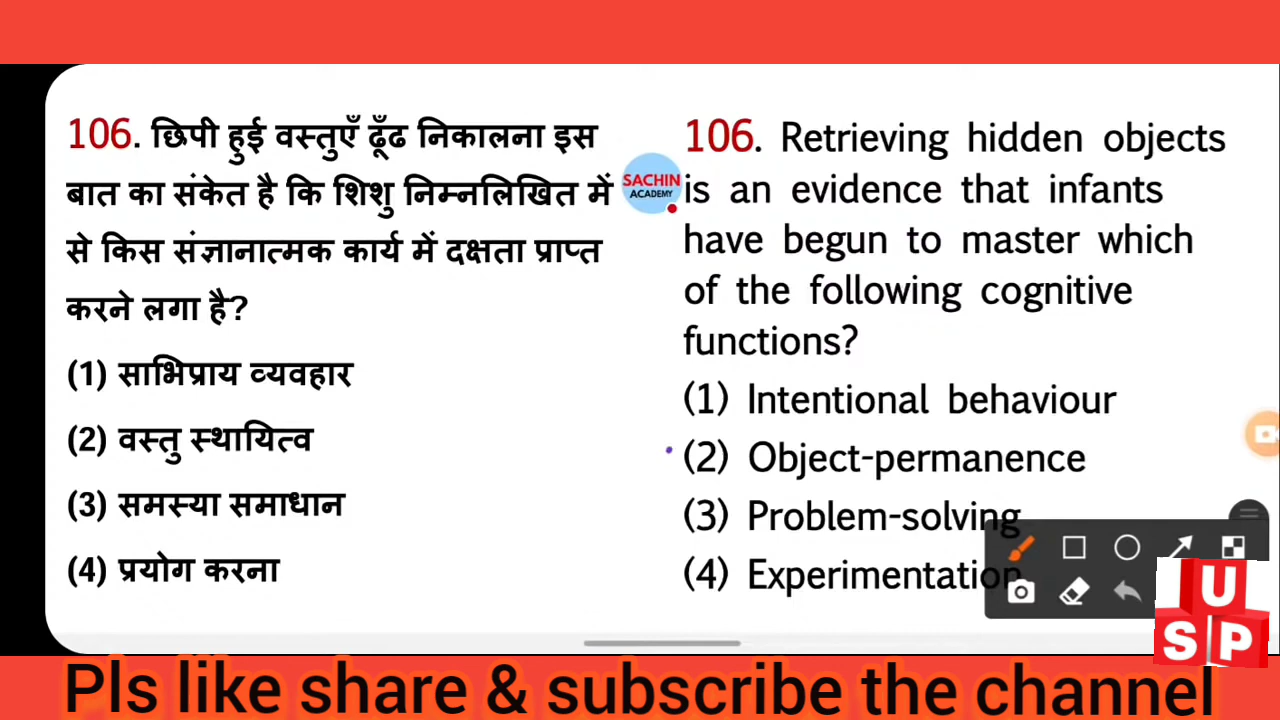 106. छिपी हुई वस्तुएँ ढूँढ निकालना इस
बात का संकेत है कि शिशु निम्नलिखित में
से किस संज्ञानात्मक कार्य में दक्षता प्राप्त
करने लगा है?
(1) साभिप्राय व्यवहार
(2) वस्तु स्थायित्व
(3) समस्या समाधान
(4) प्रयोग करना
SACHIN
ACADEMY
106. Retrieving hidden objects
is an evidence that infants
have begun to master which
of the following cognitive
functions?
(1) Intentional behaviour
(2) Object-permanence
(3) Problem-solving
(4) Experimentation
U
S P
Pls like share & subscribe the channel